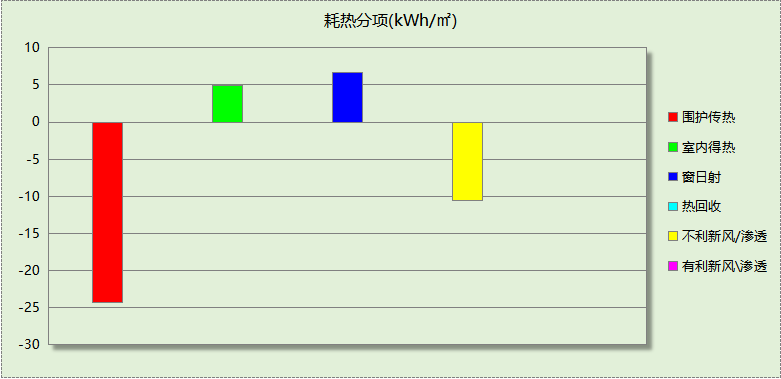 耗热分项(kWh/㎡)
10
5
0
-5
-10
-15
-20
-25
-30
围护传热
室内得热
窗日射
热回收
不利新风/渗透
有利新风\渗透